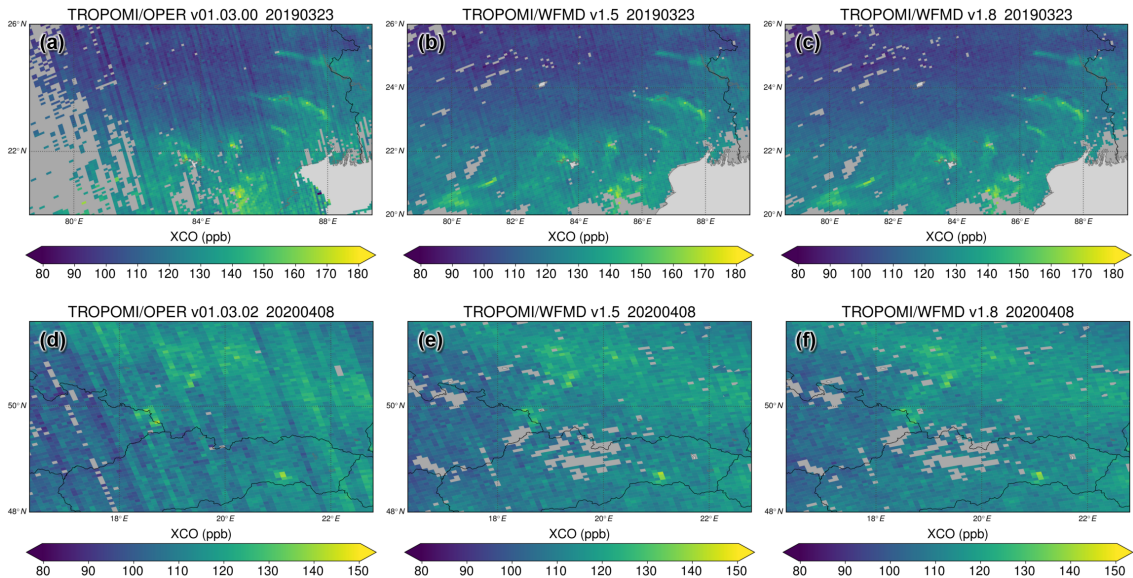 TROPOMI/OPER v01.03.00 20190323
TROPOMI/WFMD v1.5 20190323
TROPOMI/WFMD v1.8 20190323
(a)
(b)
(c)
26° N
24° N
22° N
20° N
80° E
84° E
88° E
26° N
24° N
22° N
20° N
80° E
82° E
84° E
86° E
88° E
26° N
24° N
22° N
20° N
80° E
82° E
84° E
86° E
88° E
XCO (ppb)
80 90 100 110 120 130 140 150 160 170 180
XCO (ppb)
80 90 100 110 120 130 140 150 160 170 180
XCO (ppb)
80 90 100 110 120 130 140 150 160 170 180
TROPOMI/OPER v01.03.02 20200408
TROPOMI/WFMD v1.5 20200408
TROPOMI/WFMD v1.8 20200408
(d)
(e)
(f)
50° N
48° N
18° E
20° E
22° E
50° N
48° N
18° E
20° E
22° E
50° N
48° N
18° E
20° E
22° E
XCO (ppb)
80 90 100 110 120 130 140 150
XCO (ppb)
80 90 100 110 120 130 140 150
XCO (ppb)
80 90 100 110 120 130 140 150